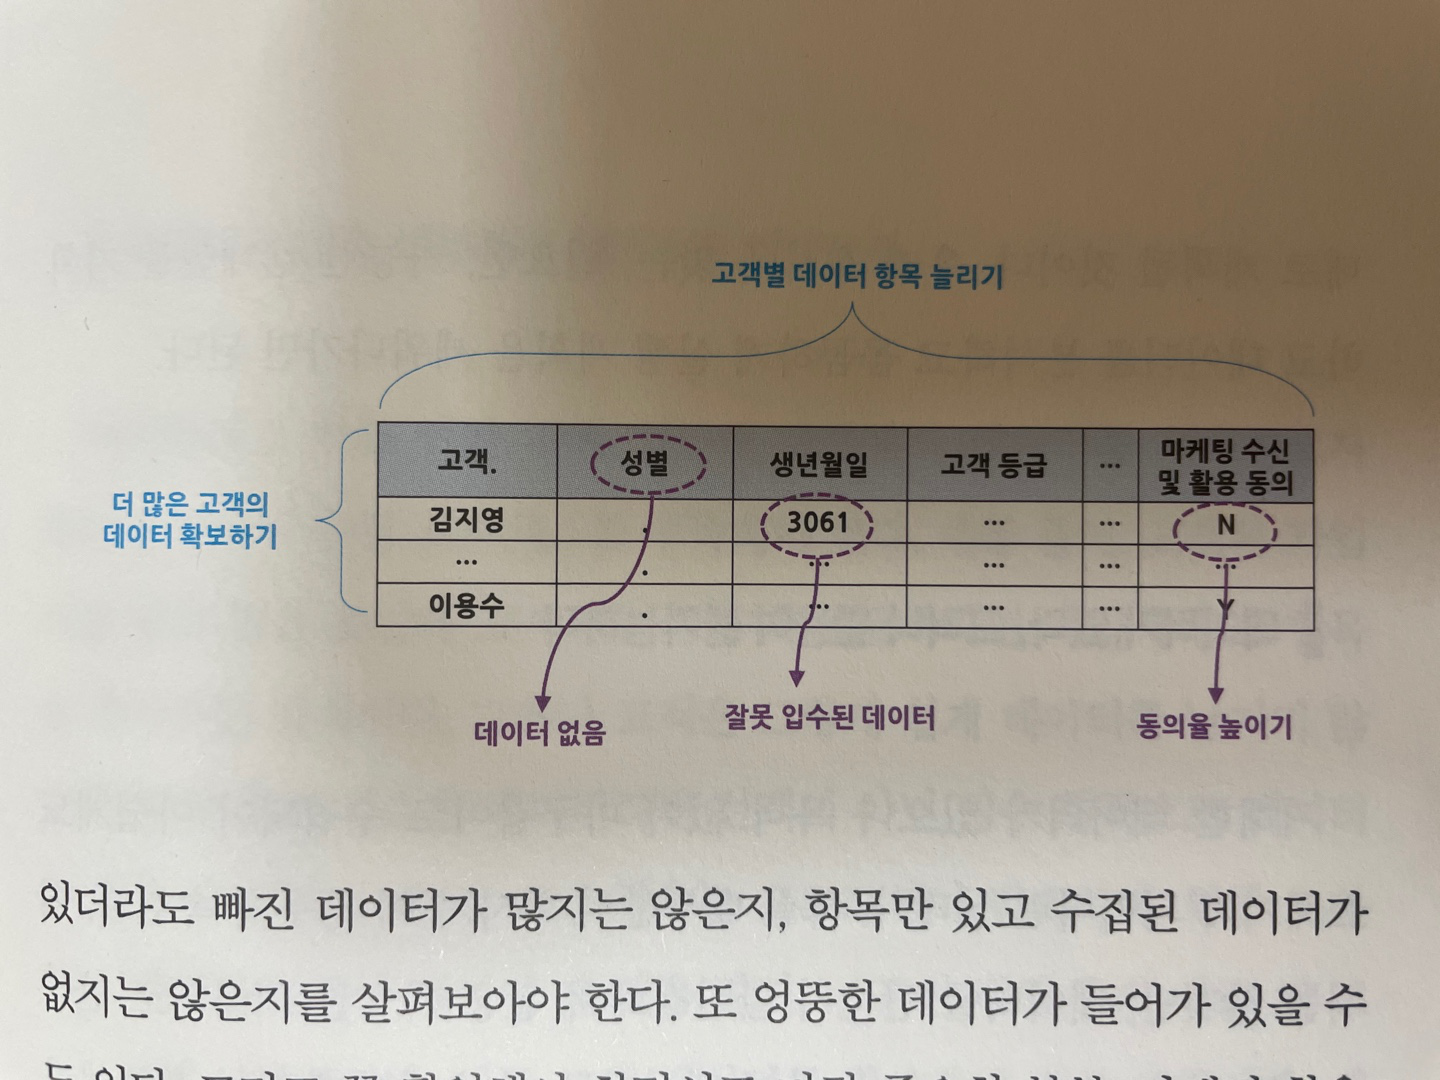 고객별 데이터 항목 늘리기
더 많은 고객의
데이터 확보하기
고객. 성별 생년월일 고객 등급 ... 마케팅 수신
및 활용 동의
김지영 . 3061 ... ... N
... . ... ... ... ...
이용수 . ... ... ... Y
데이터 없음 잘못 입수된 데이터 동의율 높이기
있더라도 빠진 데이터가 많지는 않은지, 항목만 있고 수집된 데이터가
없지는 않은지를 살펴보아야 한다. 또 엉뚱한 데이터가 들어가 있을 수